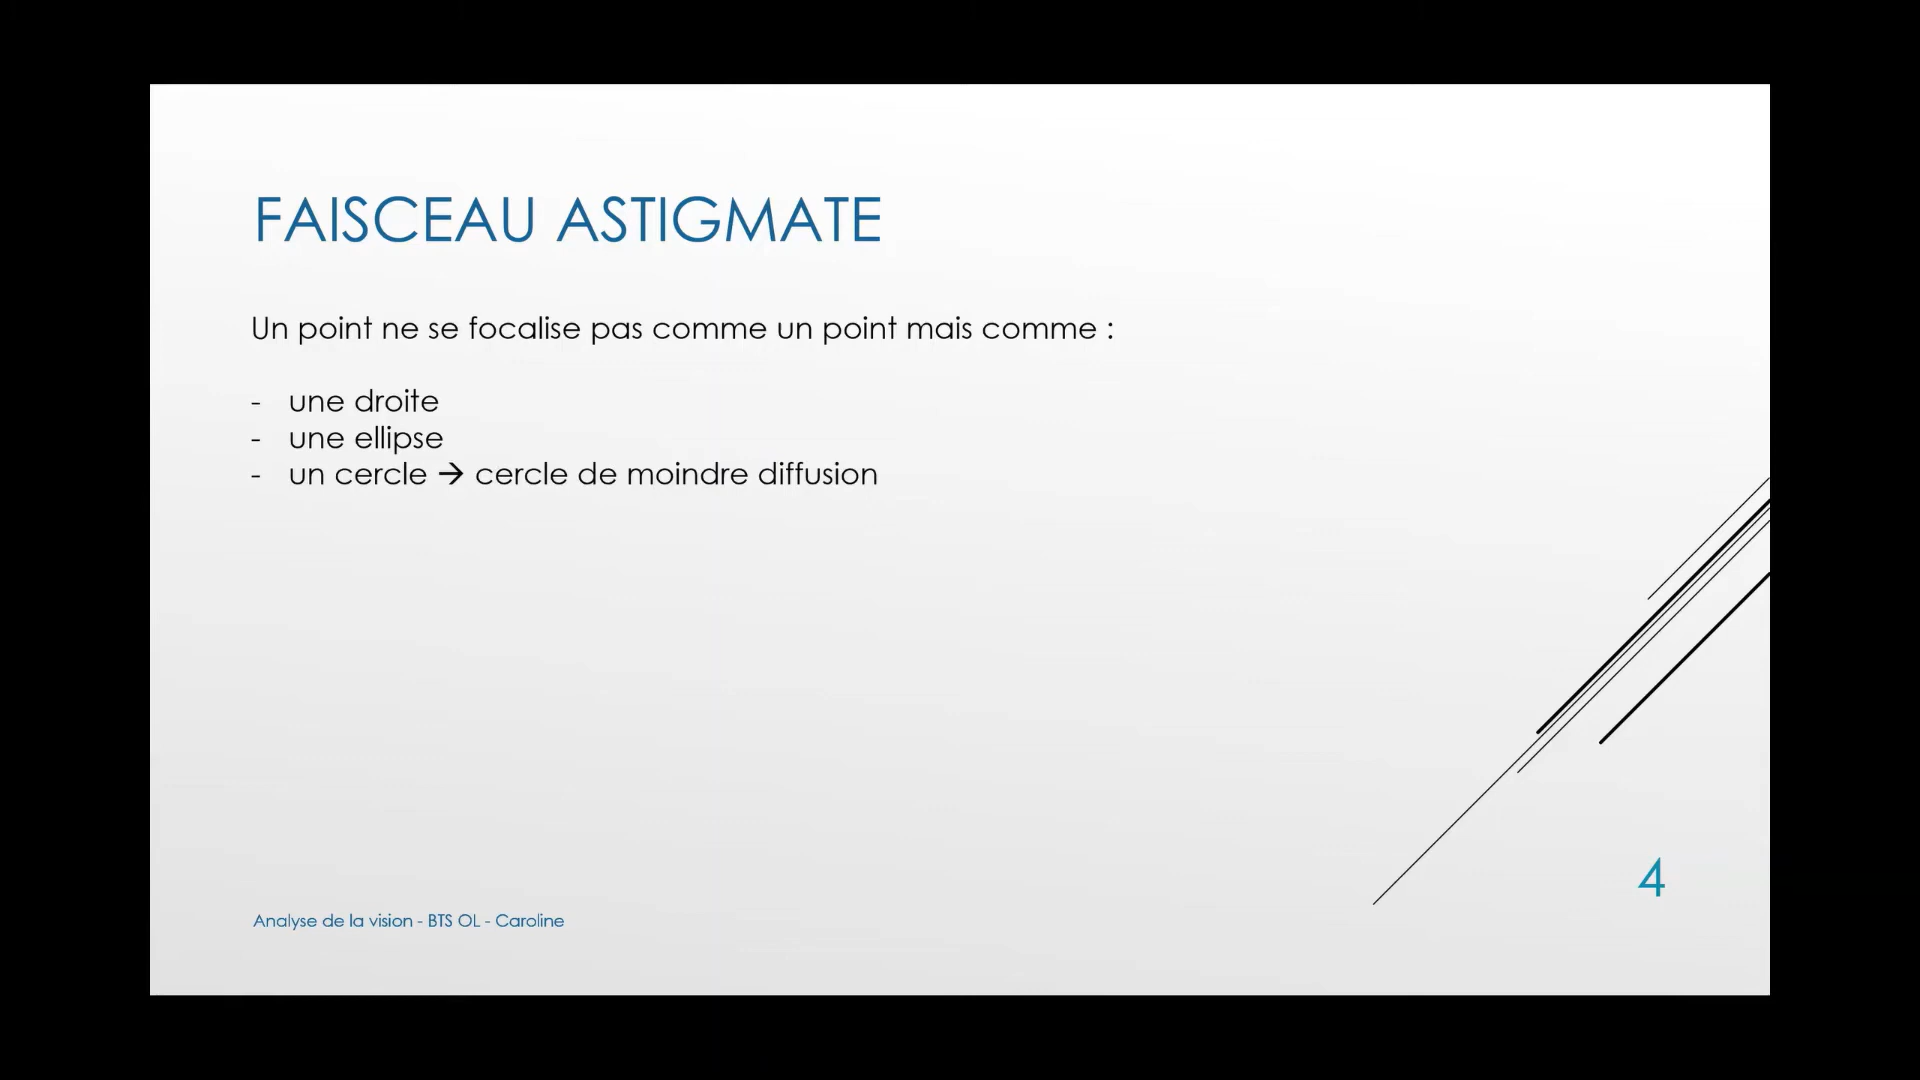 FAISCEAU ASTIGMATE
Un point ne se focalise pas comme un point mais comme :
- une droite
- une ellipse
- un cercle → cercle de moindre diffusion
4
Analyse de la vision - BTS OL - Caroline